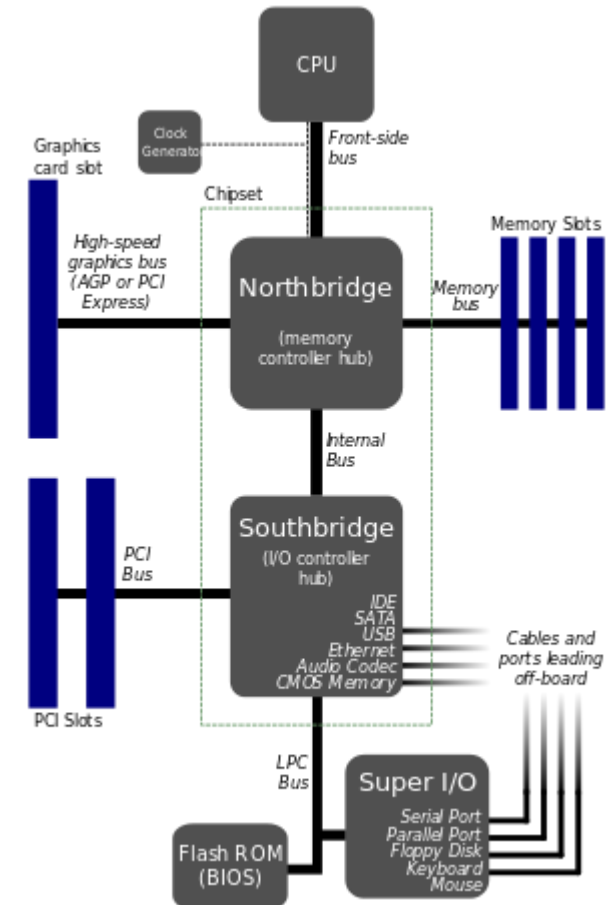 CPU
Clock
Generator
Front-side
bus
Graphics
card slot
Chipset
High-speed
graphics bus
(AGP or PCI
Express)
Northbridge
(memory
controller hub)
Memory
bus
Memory Slots
Internal
Bus
Southbridge
(I/O controller
hub)
IDE
SATA
USB
Ethernet
Audio Codec
CMOS Memory
PCI
Bus
PCI Slots
Cables and
ports leading
off-board
LPC
Bus
Super I/O
Serial Port
Parallel Port
Floppy Disk
Keyboard
Mouse
Flash ROM
(BIOS)